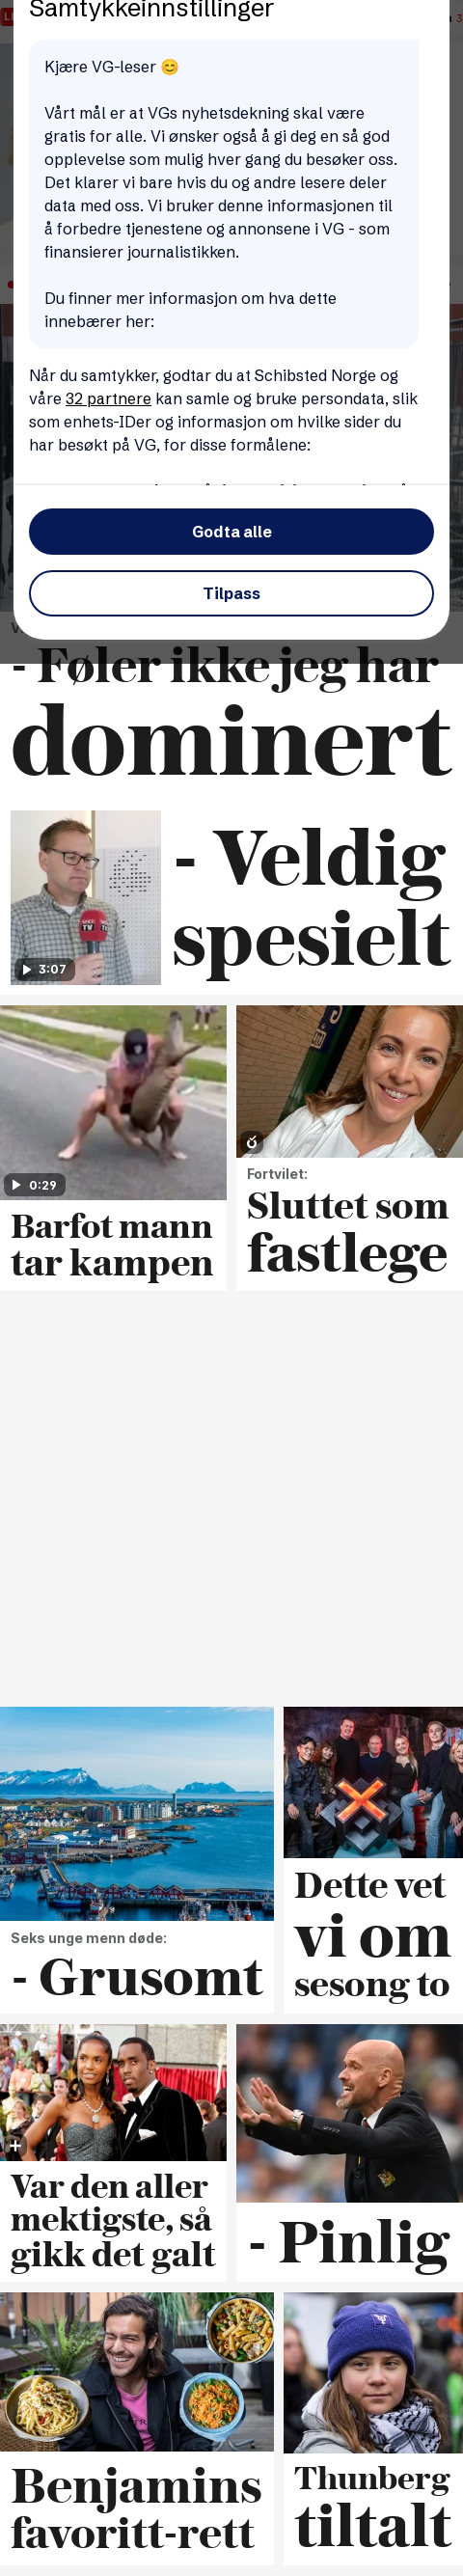 Samtykkeinnstillinger
Kjære VG-leser 😊
Vårt mål er at VGs nyhetsdekning skal være
gratis for alle. Vi ønsker også å gi deg en så god
opplevelse som mulig hver gang du besøker oss.
Det klarer vi bare hvis du og andre lesere deler
data med oss. Vi bruker denne informasjonen til
å forbedre tjenestene og annonsene i VG - som
finansierer journalistikken.
Du finner mer informasjon om hva dette
innebærer her:
Når du samtykker, godtar du at Schibsted Norge og
våre 32 partnere kan samle og bruke persondata, slik
som enhets-IDer og informasjon om hvilke sider du
har besøkt på VG, for disse formålene:
Godta alle
Tilpass
- Føler ikke jeg har
dominert
- Veldig
spesielt
TV
3:07
0:29
Barfot mann
tar kampen
Fortvilet:
Sluttet som
fastlege
Seks unge menn døde:
- Grusomt
Dette vet
vi om
sesong to
Var den aller
mektigste, så
gikk det galt
- Pinlig
Benjamins
favoritt-rett
Thunberg
tiltalt